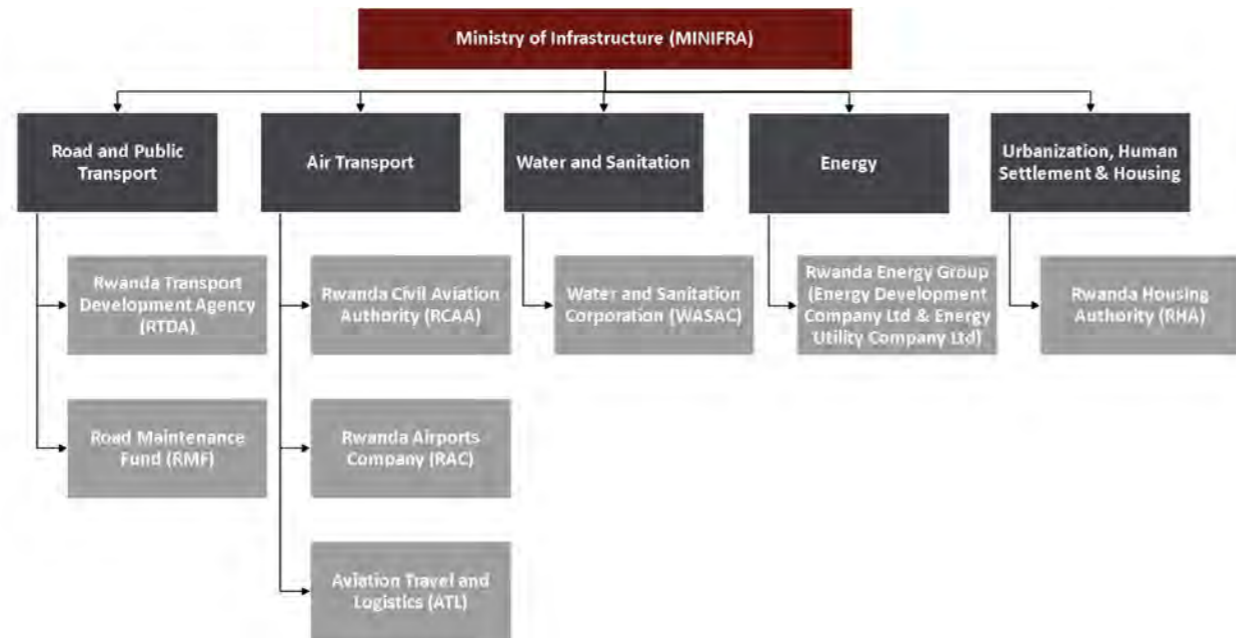 Ministry of Infrastructure (MINIFRA)
Road and Public
Transport
Air Transport
Water and Sanitation
Energy
Urbanization, Human
Settlement & Housing
Rwanda Transport
Development Agency
(RTDA)
Rwanda Civil Aviation
Authority (RCAA)
Water and Sanitation
Corporation (WASAC)
Rwanda Energy Group
(Energy Development
Company Ltd & Energy
Utility Company Ltd)
Rwanda Housing
Authority (RHA)
Road Maintenance
Fund (RMF)
Rwanda Airports
Company (RAC)
Aviation Travel and
Logistics (ATL)